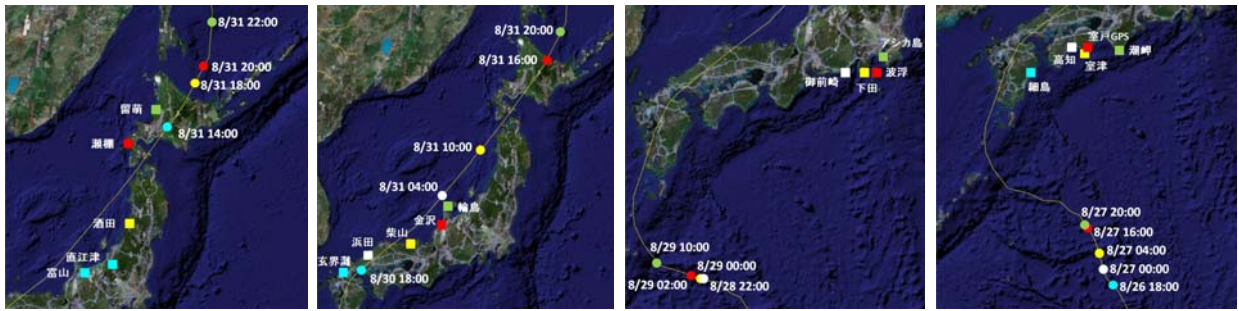 8/31 22:00
8/31 20:00
8/31 18:00
留萌
8/31 14:00
瀬棚
酒田
直江津
富山
8/31 20:00
8/31 16:00
8/31 10:00
8/31 04:00
輪島
金沢
柴山
浜田
玄界灘
8/30 18:00
アシカ島
御前崎
下田
波浮
8/29 10:00
8/29 00:00
8/29 02:00
8/28 22:00
室戸GPS
高知
潮岬
室津
細島
8/27 20:00
8/27 16:00
8/27 04:00
8/27 00:00
8/26 18:00